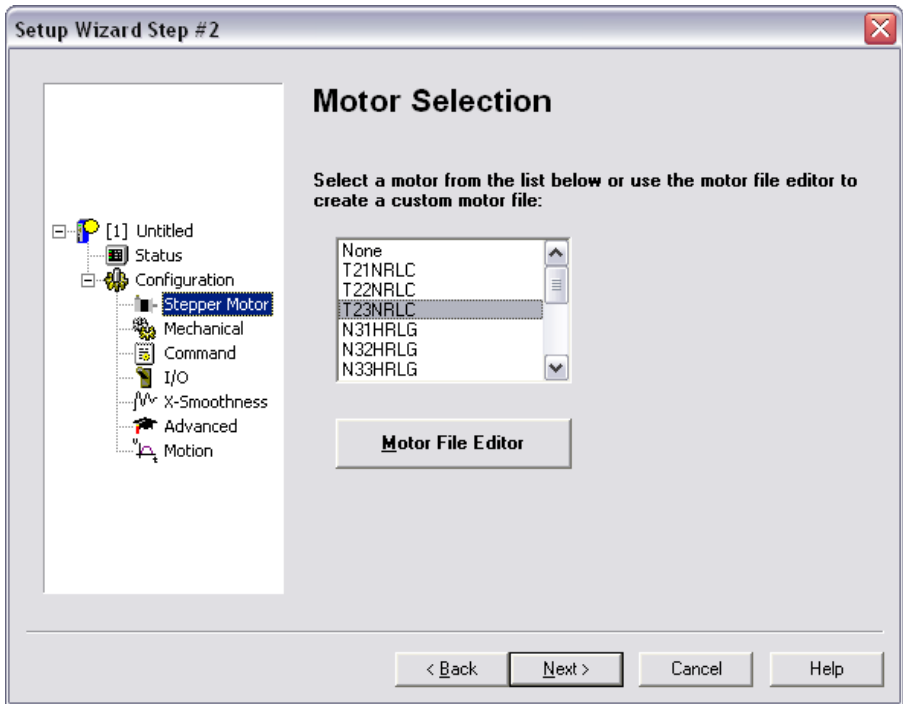 Setup Wizard Step #2
[1] Untitled
Status
Configuration
Stepper Motor
Mechanical
Command
I/O
X-Smoothness
Advanced
Motion
Motor Selection
Select a motor from the list below or use the motor file editor to
create a custom motor file:
None
T21NRLC
T22NRLC
T23NRLC
N31HRLG
N32HRLG
N33HRLG
Motor File Editor
< Back
Next >
Cancel
Help